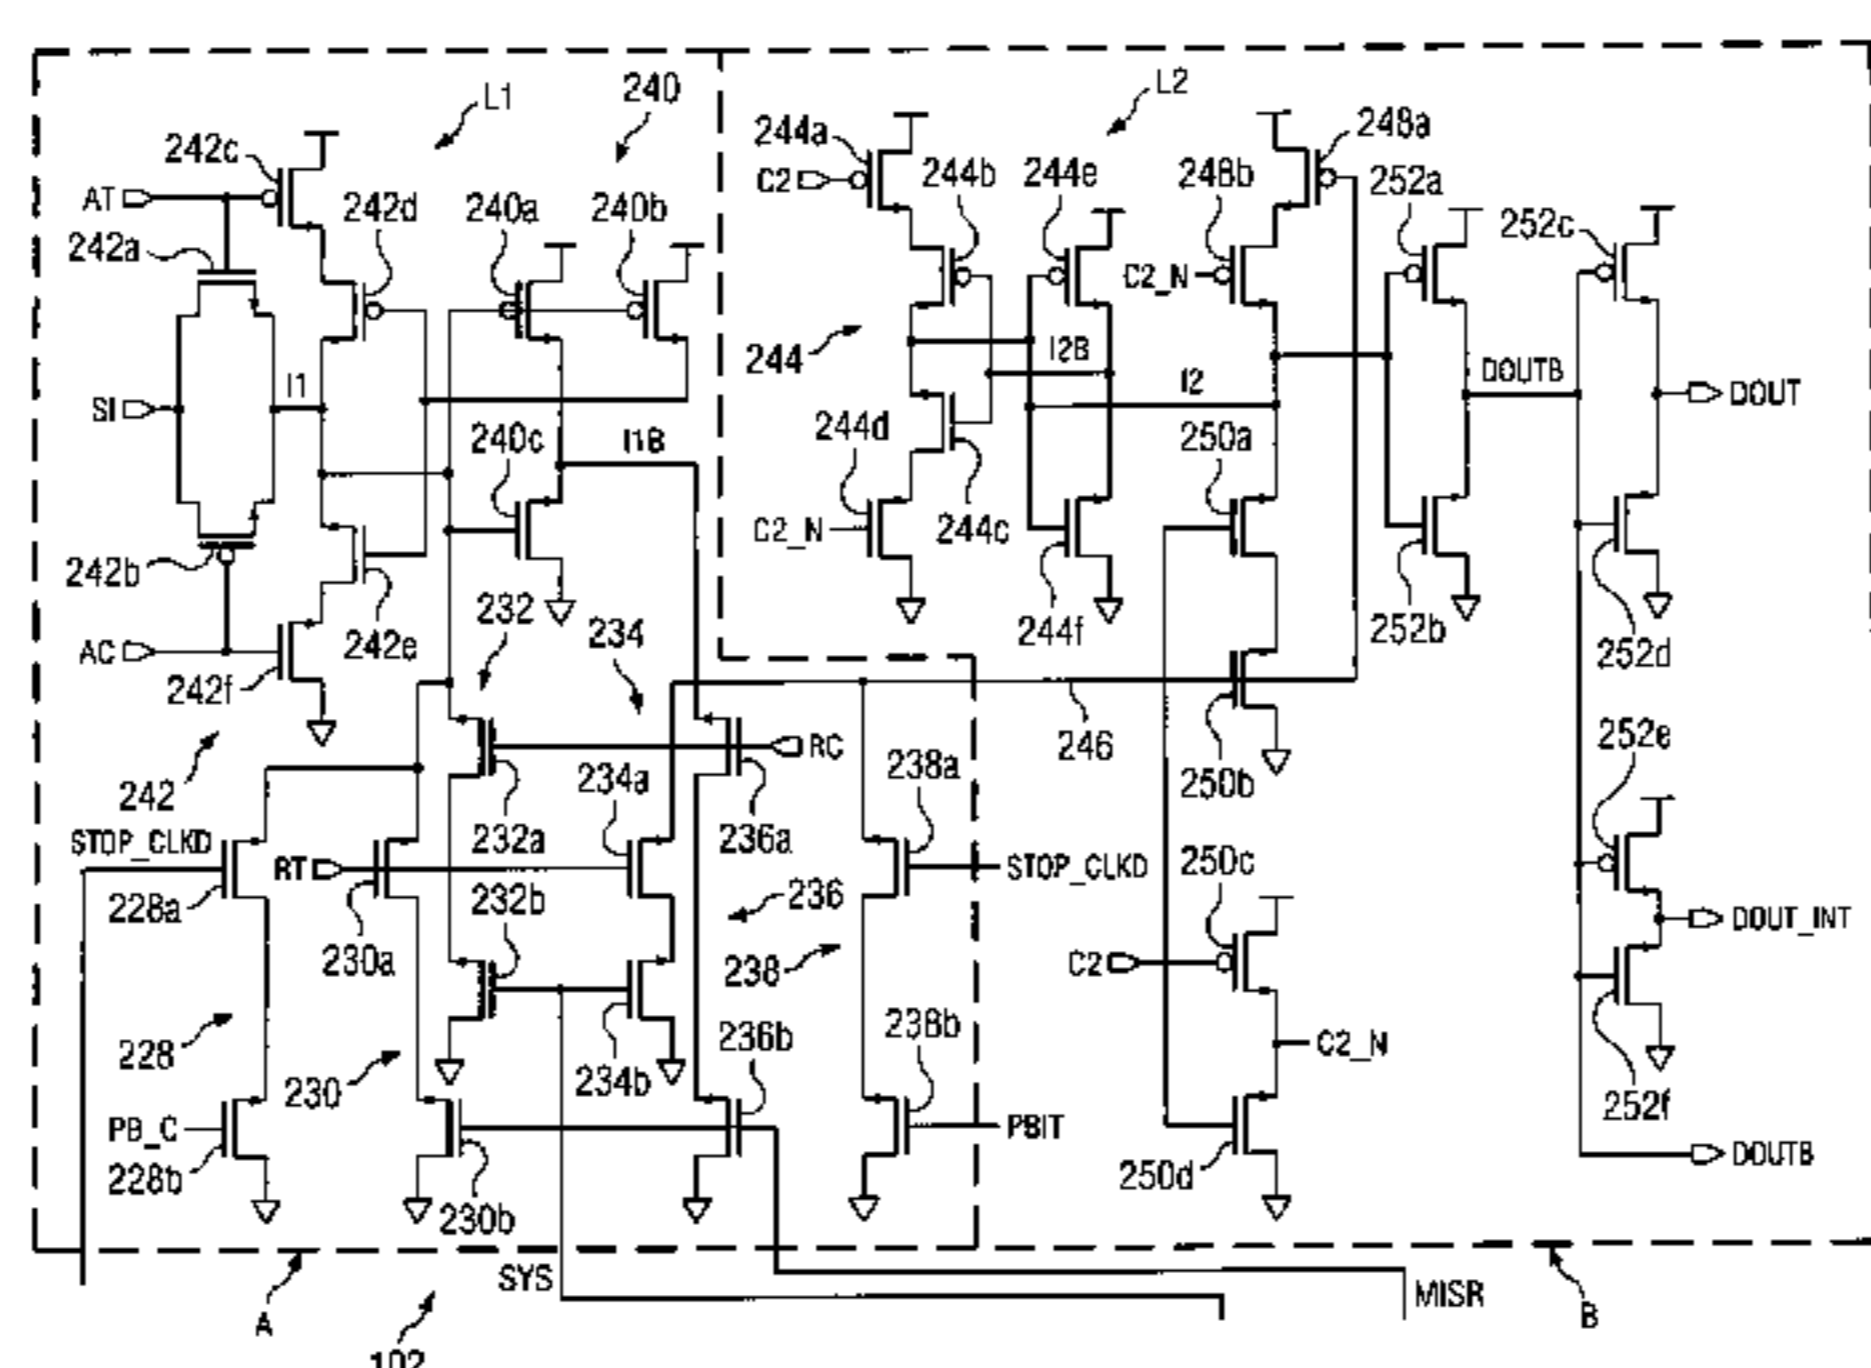 L1
240
L2
244a
248a
242c
C2
244b
244e
248b
252a
AT
242d
240a
240b
252c
242a
C2_N
I2B
DOUTB
244
I1
I2
DOUT
SI
240c
I1B
244d
250a
C2_N
244c
242b
232
234
244f
252b
AC
242e
252d
242f
246
RC
252e
242
234a
238a
250b
STOP_CLKD
232a
236a
RT
STOP_CLKD
250c
228a
232b
236
DOUT_INT
230a
238
C2
228
236b
238b
C2_N
230
234b
252f
PB_C
PBIT
228b
DOUTB
250d
230b
SYS
MISR
A
B
102